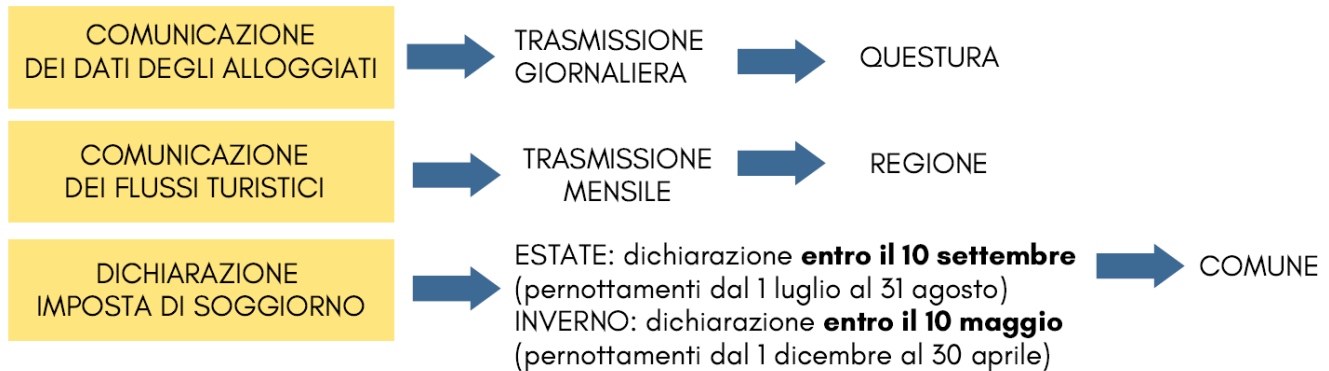 COMUNICAZIONE
DEI DATI DEGLI ALLOGGIATI
TRASMISSIONE
GIORNALIERA
QUESTURA
COMUNICAZIONE
DEI FLUSSI TURISTICI
TRASMISSIONE
MENSILE
REGIONE
DICHIARAZIONE
IMPOSTA DI SOGGIORNO
ESTATE: dichiarazione entro il 10 settembre
(pernottamenti dal 1 luglio al 31 agosto)
INVERNO: dichiarazione entro il 10 maggio
(pernottamenti dal 1 dicembre al 30 aprile)
COMUNE